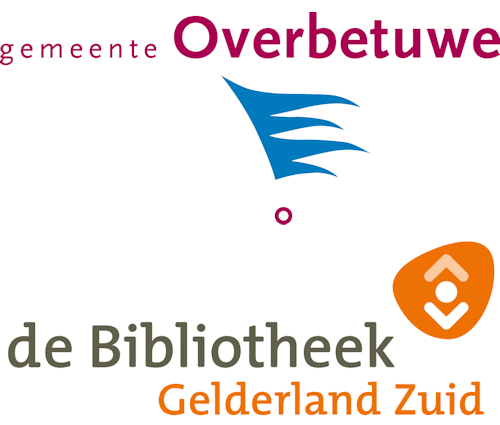 gemeente Overbetuwe
de Bibliotheek
Gelderland Zuid